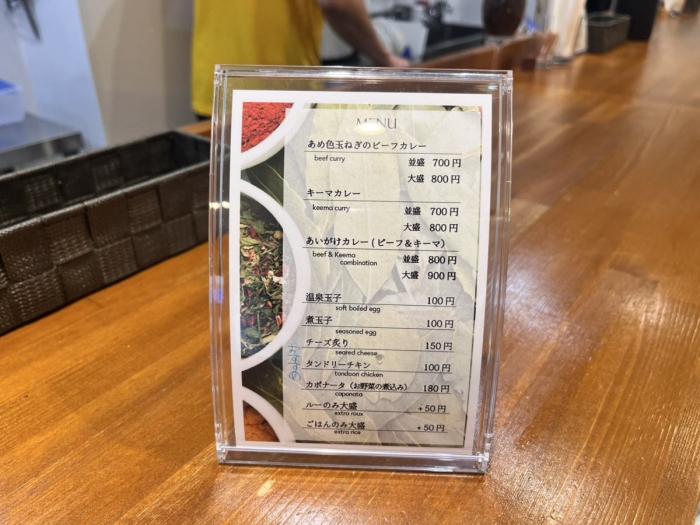 MENU
あめ色玉ねぎのビーフカレー
beef curry 並盛 700円
大盛 800円
キーマカレー
keema curry 並盛 700円
大盛 800円
あいがけカレー(ビーフ&キーマ)
beef & Keema 並盛 800円
combination
大盛 900円
温泉玉子 100円
soft boiled egg
煮玉子 100円
seasoned egg
チーズ炙り 150円
seared cheese
タンドリーチキン 100円
tandoori chicken
カポナータ(お野菜の煮込み) 180円
caponata
ルーのみ大盛 +50円
extra roux
ごはんのみ大盛 +50円
extra rice